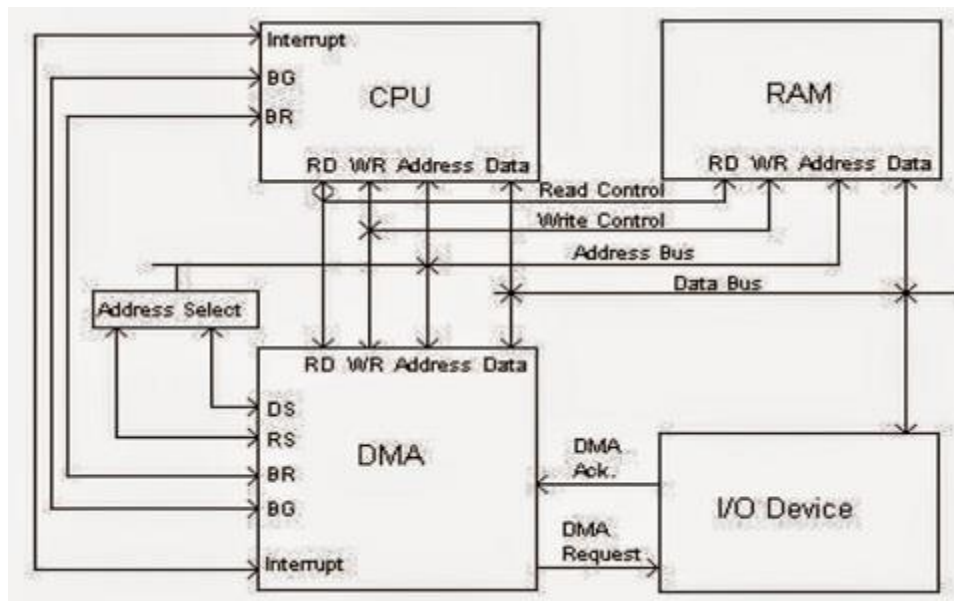 Interrupt
BG
CPU
BR
RD WR Address Data
RAM
RD WR Address Data
Read Control
Write Control
Address Bus
Data Bus
Address Select
RD WR Address Data
DS
RS
DMA
BR
BG
Interrupt
DMA
Ack.
DMA
Request
I/O Device